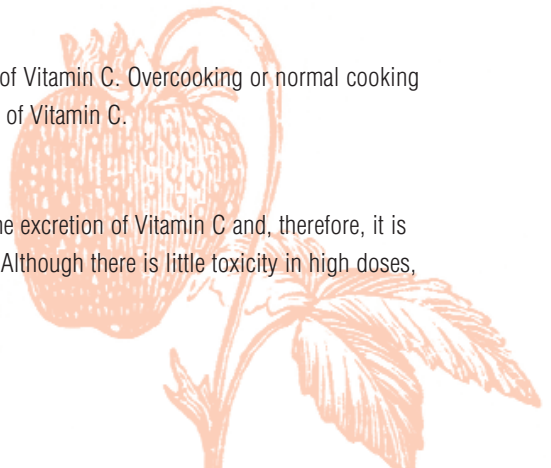 of Vitamin C. Overcooking or normal cooking
of Vitamin C.
he excretion of Vitamin C and, therefore, it is
Although there is little toxicity in high doses,